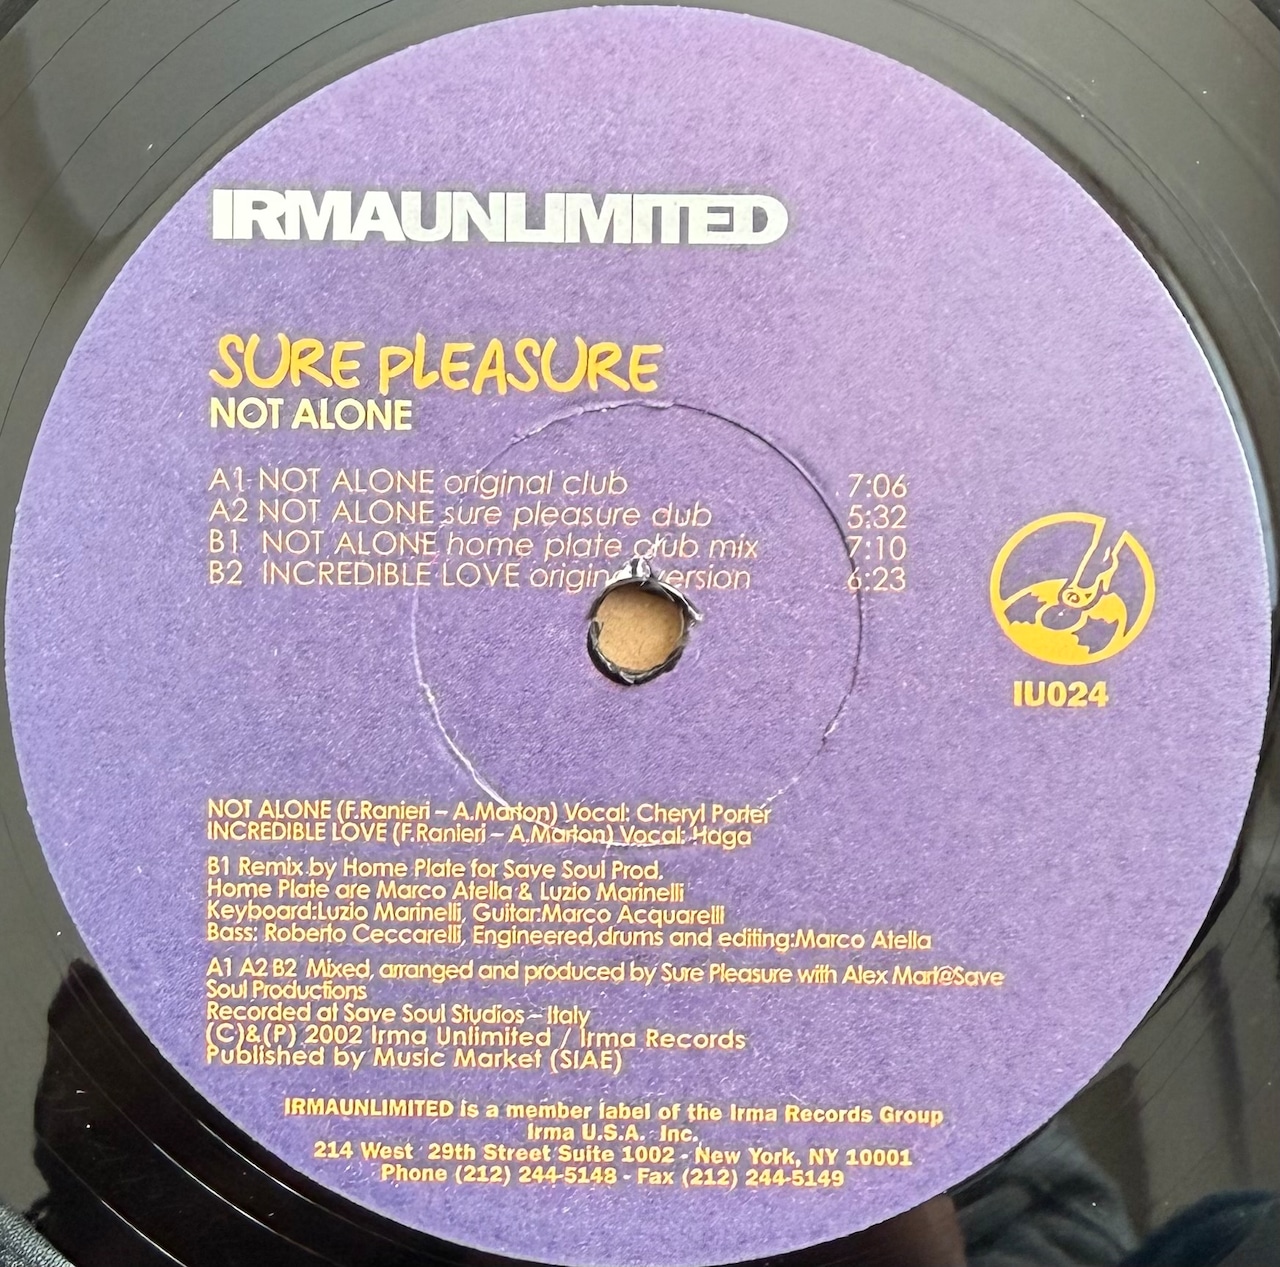 IRMAUNLIMITED
SURE PLEASURE
NOT ALONE
A1 NOT ALONE original club 7:06
A2 NOT ALONE sure pleasure dub 5:32
B1 NOT ALONE home plate club mix 7:10
B2 INCREDIBLE LOVE original version 6:23
IU024
NOT ALONE (F.Ranieri – A.Marton) Vocal: Cheryl Porter
INCREDIBLE LOVE (F.Ranieri – A.Marton) Vocal: Haga
B1 Remix by Home Plate for Save Soul Prod.
Home Plate are Marco Atella & Luzio Marinelli
Keyboard:Luzio Marinelli, Guitar:Marco Acquarelli
Bass: Roberto Ceccarelli, Engineered,drums and editing:Marco Atella
A1 A2 B2 Mixed, arranged and produced by Sure Pleasure with Alex Mart@Save
Soul Productions
Recorded at Save Soul Studios – Italy
(C)&(P) 2002 Irma Unlimited / Irma Records
Published by Music Market (SIAE)
IRMAUNLIMITED is a member label of the Irma Records Group
Irma U.S.A. Inc.
214 West 29th Street Suite 1002 - New York, NY 10001
Phone (212) 244-5148 - Fax (212) 244-5149